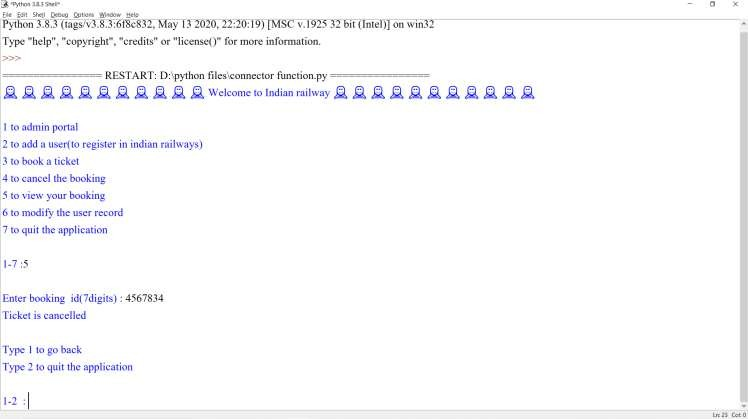 *Python 3.8.3 Shell*
File Edit Shell Debug Options Window Help
Python 3.8.3 (tags/v3.8.3:6f8c832, May 13 2020, 22:20:19) [MSC v.1925 32 bit (Intel)] on win32
Type "help", "copyright", "credits" or "license()" for more information.
>>>
================ RESTART: D:\python files\connector function.py ================
Welcome to Indian railway
1 to admin portal
2 to add a user(to register in indian railways)
3 to book a ticket
4 to cancel the booking
5 to view your booking
6 to modify the user record
7 to quit the application
1-7 :5
Enter booking  id(7digits) : 4567834
Ticket is cancelled
Type 1 to go back
Type 2 to quit the application
1-2  :
Ln: 23 Col: 0